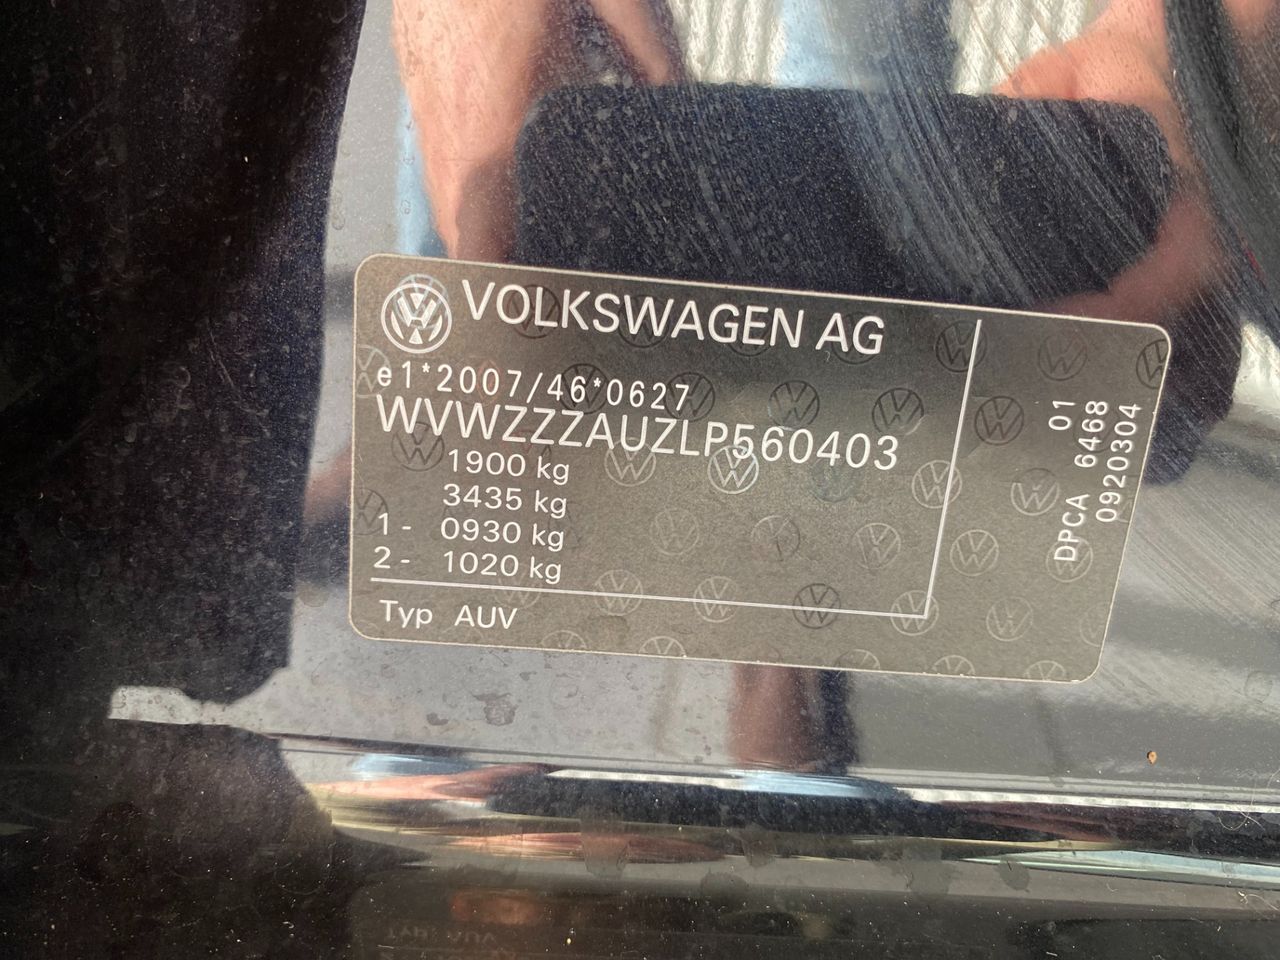 VOLKSWAGEN AG
e1*2007/46*0627
WVWZZZAUZLP560403
1900 kg
3435 kg
1 - 0930 kg
2 - 1020 kg
Typ AUV
01
DPCA 6468
0920304